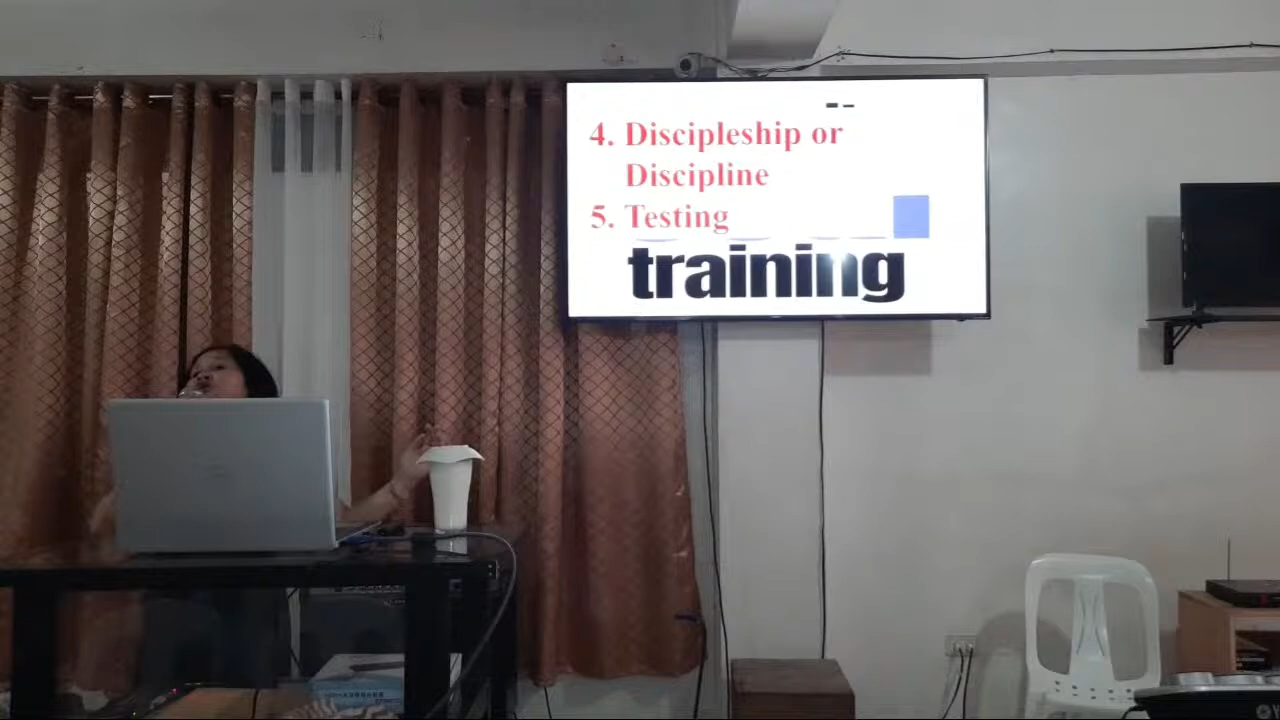 4. Discipleship or
Discipline
5. Testing
training